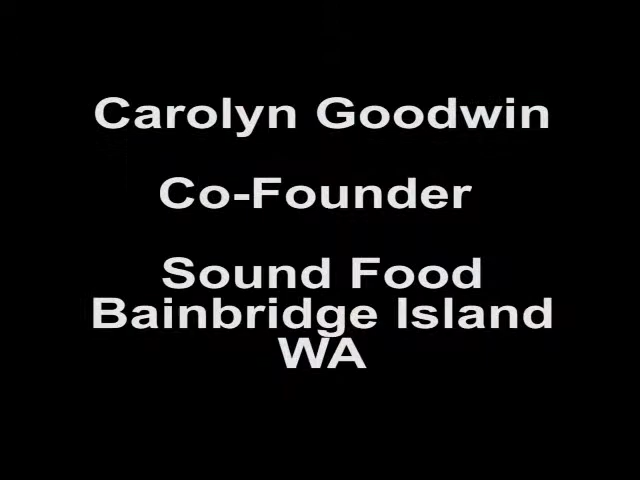 Carolyn Goodwin
Co-Founder
Sound Food
Bainbridge Island
WA